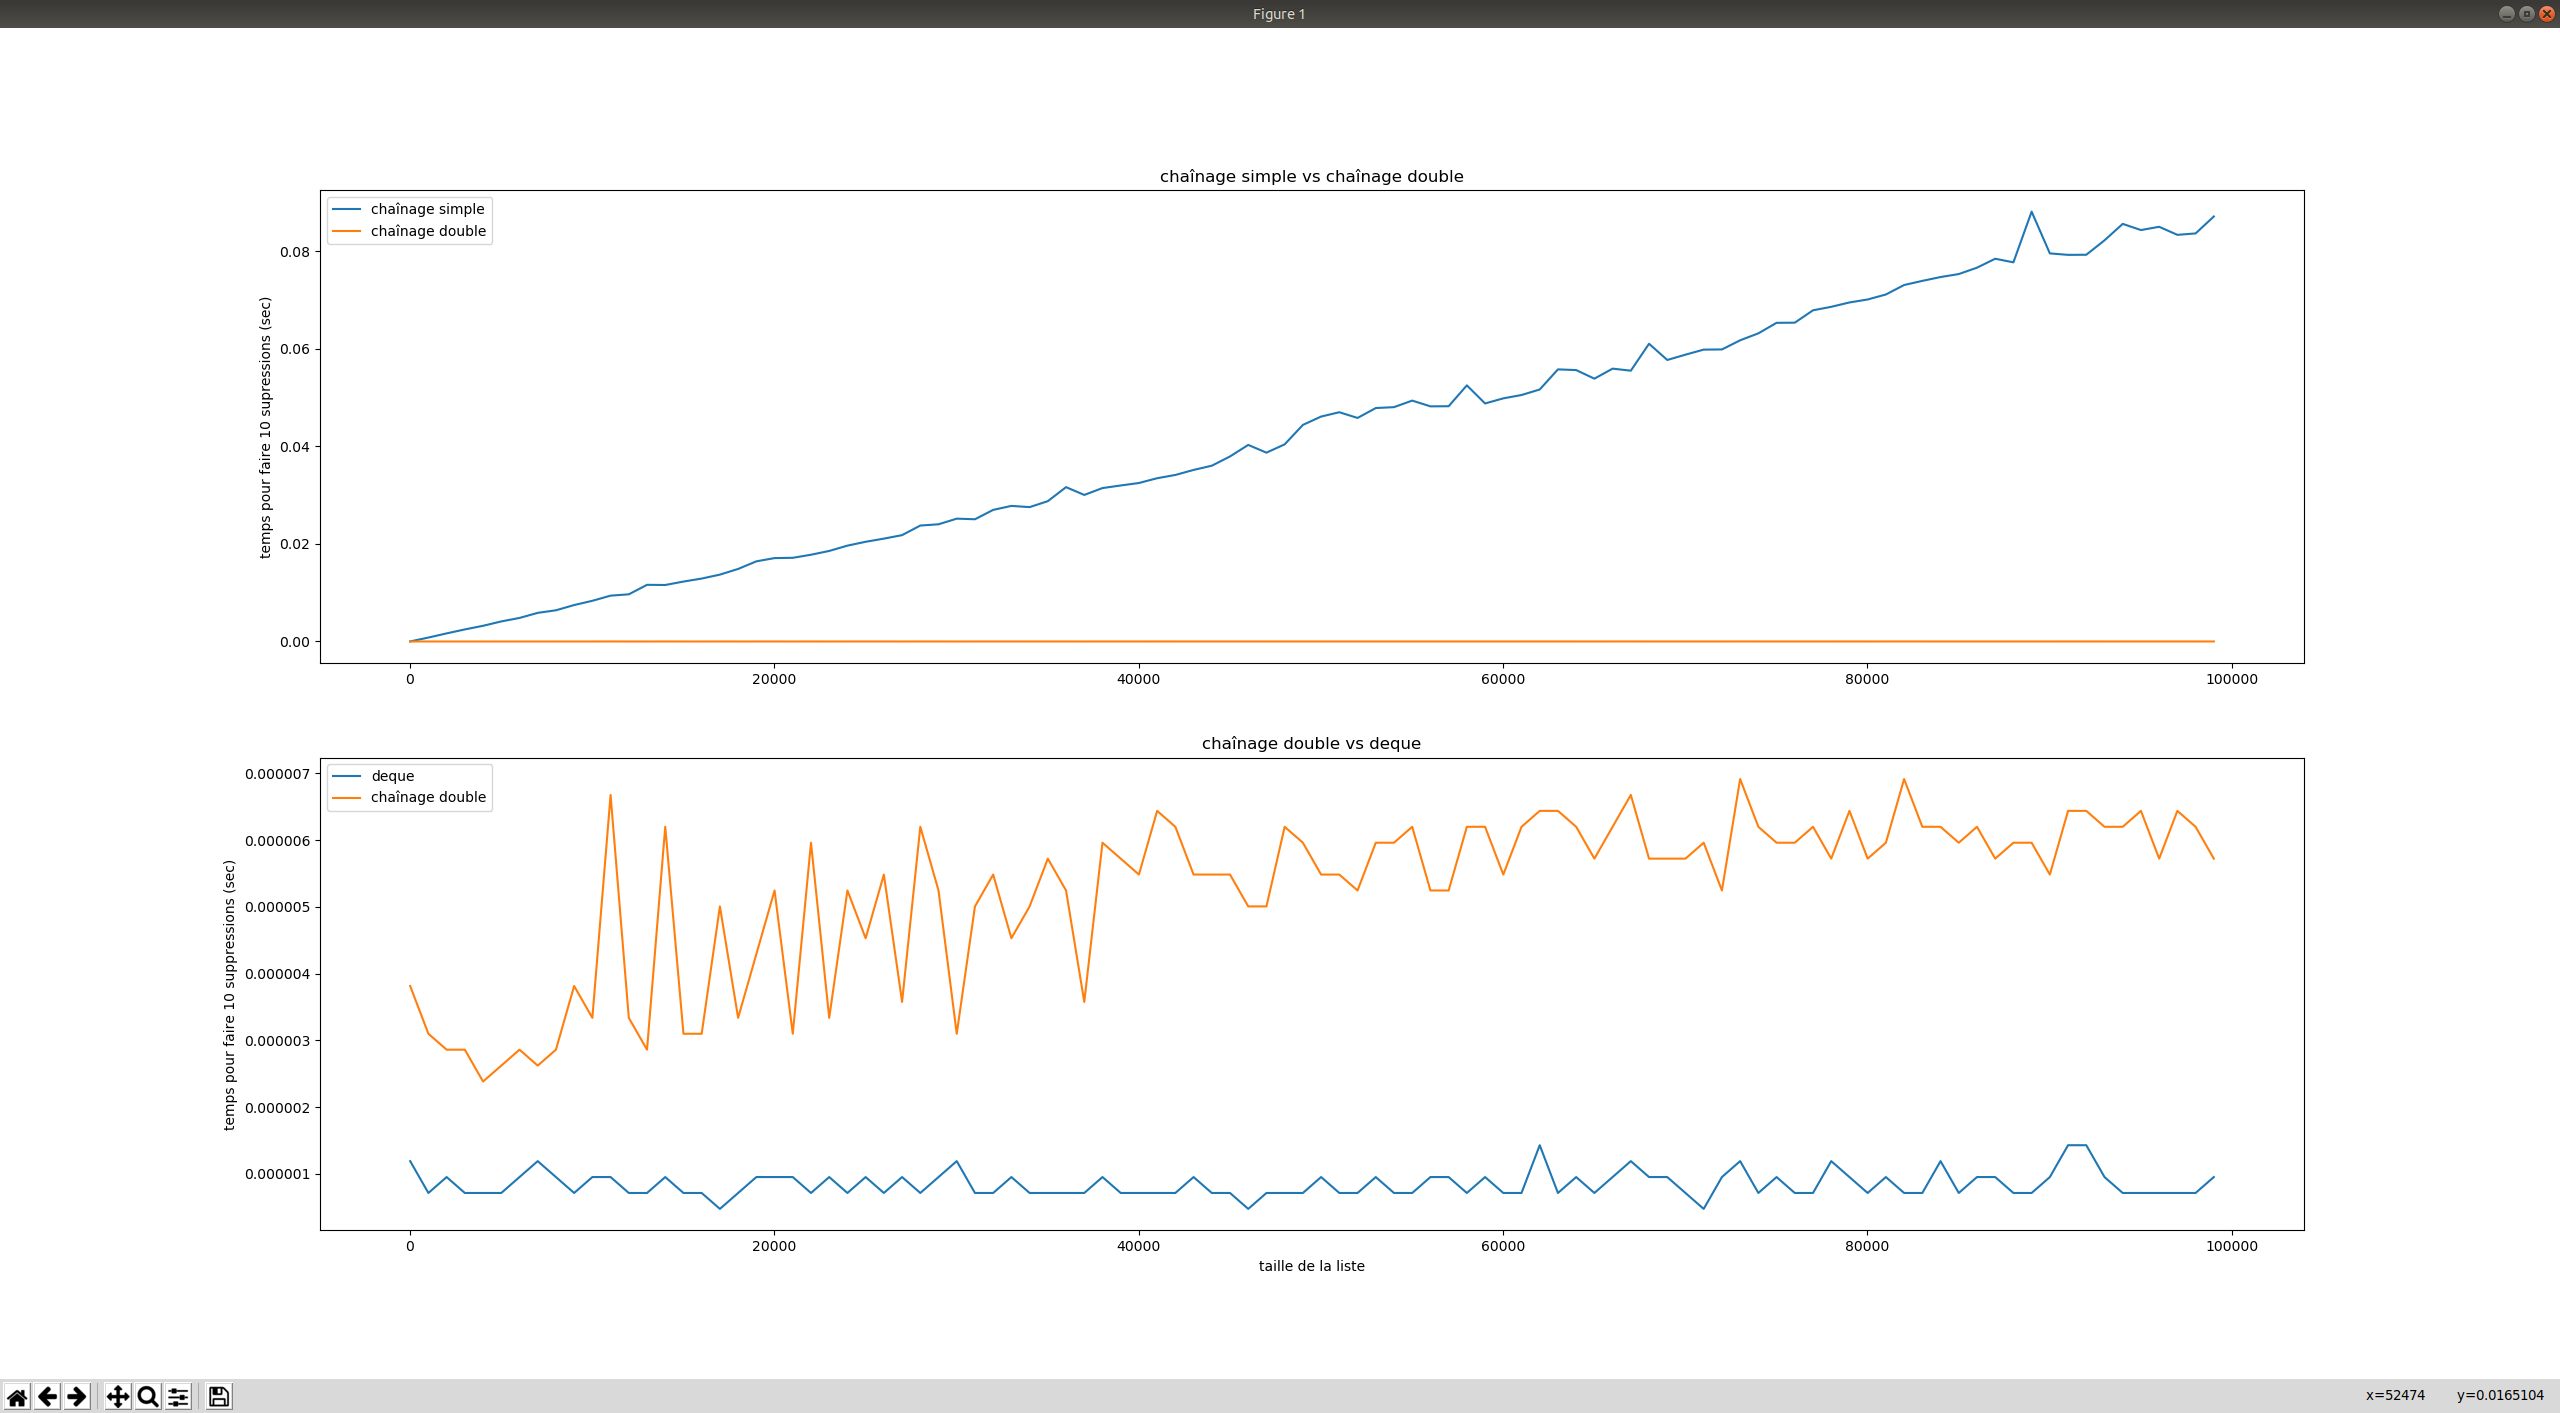 Figure 1
chaînage simple vs chaînage double
chaînage simple
chaînage double
0.08
0.06
0.04
0.02
0.00
temps pour faire 10 supressions (sec)
0 20000 40000 60000 80000 100000
chaînage double vs deque
deque
chaînage double
0.000007
0.000006
0.000005
0.000004
0.000003
0.000002
0.000001
temps pour faire 10 suppressions (sec)
0 20000 40000 60000 80000 100000
taille de la liste
x=52474 y=0.0165104